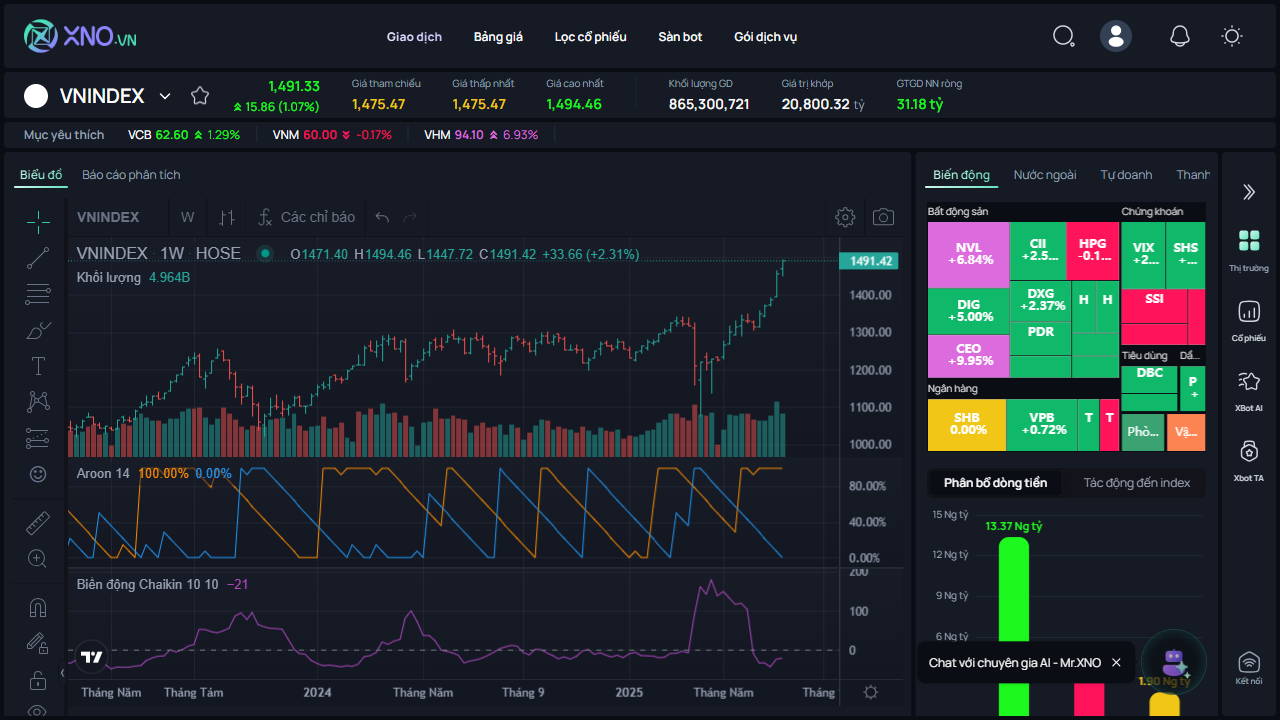 XNO.VN
Giao dịch Bảng giá Lọc cổ phiếu Sàn bot Gói dịch vụ
VNINDEX
1,491.33
15.86 (1.07%)
Giá tham chiếu
1,475.47
Giá thấp nhất
1,475.47
Giá cao nhất
1,494.46
Khối lượng GD
865,300,721
Giá trị khớp
20,800.32 tỷ
GTGD NN ròng
31.18 tỷ
Mục yêu thích VCB 62.60 1.29% VNM 60.00 -0.17% VHM 94.10 6.93%
Biểu đồ Báo cáo phân tích
VNINDEX W Các chỉ báo
VNINDEX · 1W · HOSE O1471.40 H1494.46 L1447.72 C1491.42 +33.66 (+2.31%)
Khối lượng 4.964B
1491.42
1400.00
1300.00
1200.00
1100.00
1000.00
Aroon 14 100.00% 0.00%
80.00%
40.00%
0.00%
Biên động Chaikin 10 10 −21
200
100
0
Tháng Năm Tháng Tám 2024 Tháng Năm Tháng 9 2025 Tháng Năm Tháng
Biến động Nước ngoài Tự doanh Thanh
Bất động sản
NVL
+6.84%
CII
+2.5...
HPG
-0.1...
DIG
+5.00%
DXG
+2.37%
H H
PDR
CEO
+9.95%
Chứng khoán
VIX
+2...
SHS
+...
SSI
Tiêu dùng Dầ...
DBC
P
+
Ngân hàng
SHB
0.00%
VPB
+0.72%
T T
Phò... Vậ...
Phân bổ dòng tiền Tác động đến index
15 Ng tỷ
13.37 Ng tỷ
12 Ng tỷ
9 Ng tỷ
6 Ng tỷ
1.90 Ng tỷ
Chat với chuyên gia AI - Mr.XNO
Thị trường
Cổ phiếu
XBot AI
Xbot TA
Kết nối